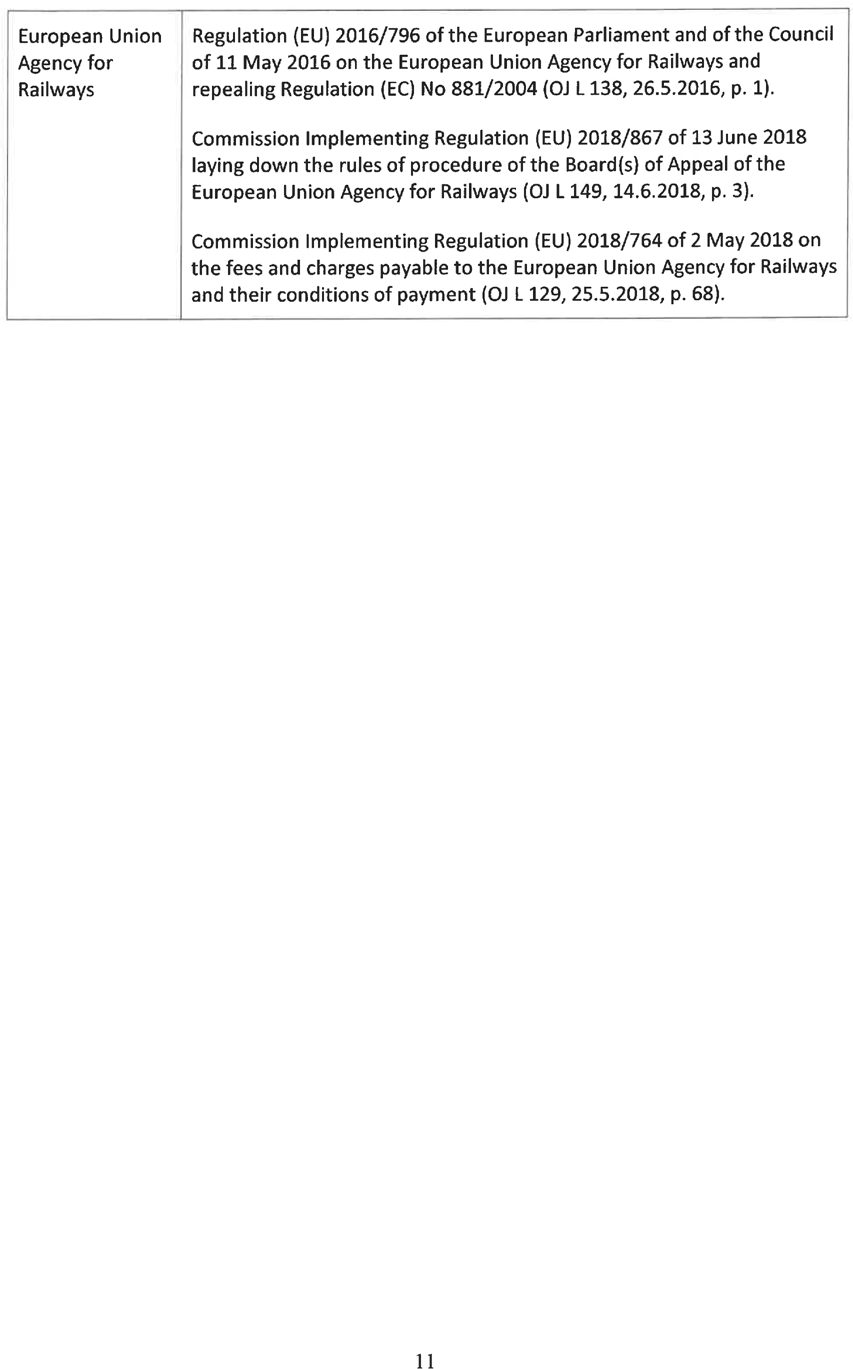 European Union
Agency for
Railways
Regulation (EU) 2016/796 of the European Parliament and of the Council
of 11 May 2016 on the European Union Agency for Railways and
repealing Regulation (EC) No 881/2004 (OJ L 138, 26.5.2016, p. 1).
Commission Implementing Regulation (EU) 2018/867 of 13 June 2018
laying down the rules of procedure of the Board(s) of Appeal of the
European Union Agency for Railways (OJ L 149, 14.6.2018, p. 3).
Commission Implementing Regulation (EU) 2018/764 of 2 May 2018 on
the fees and charges payable to the European Union Agency for Railways
and their conditions of payment (OJ L 129, 25.5.2018, p. 68).
11